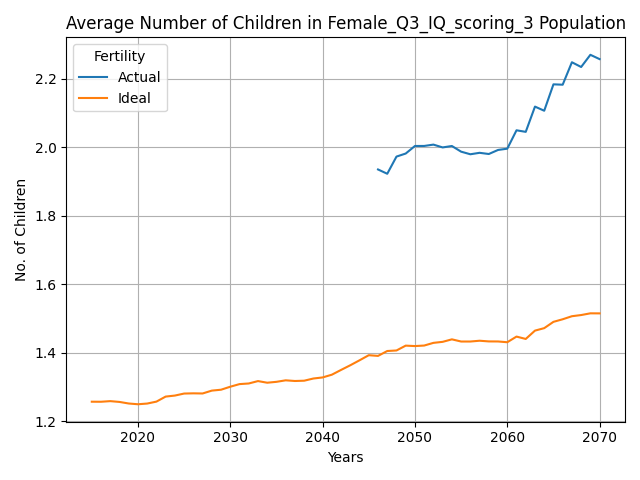 Average Number of Children in Female_Q3_IQ_scoring_3 Population
Fertility
Actual
Ideal
No. of Children
2.2
2.0
1.8
1.6
1.4
1.2
2020 2030 2040 2050 2060 2070
Years